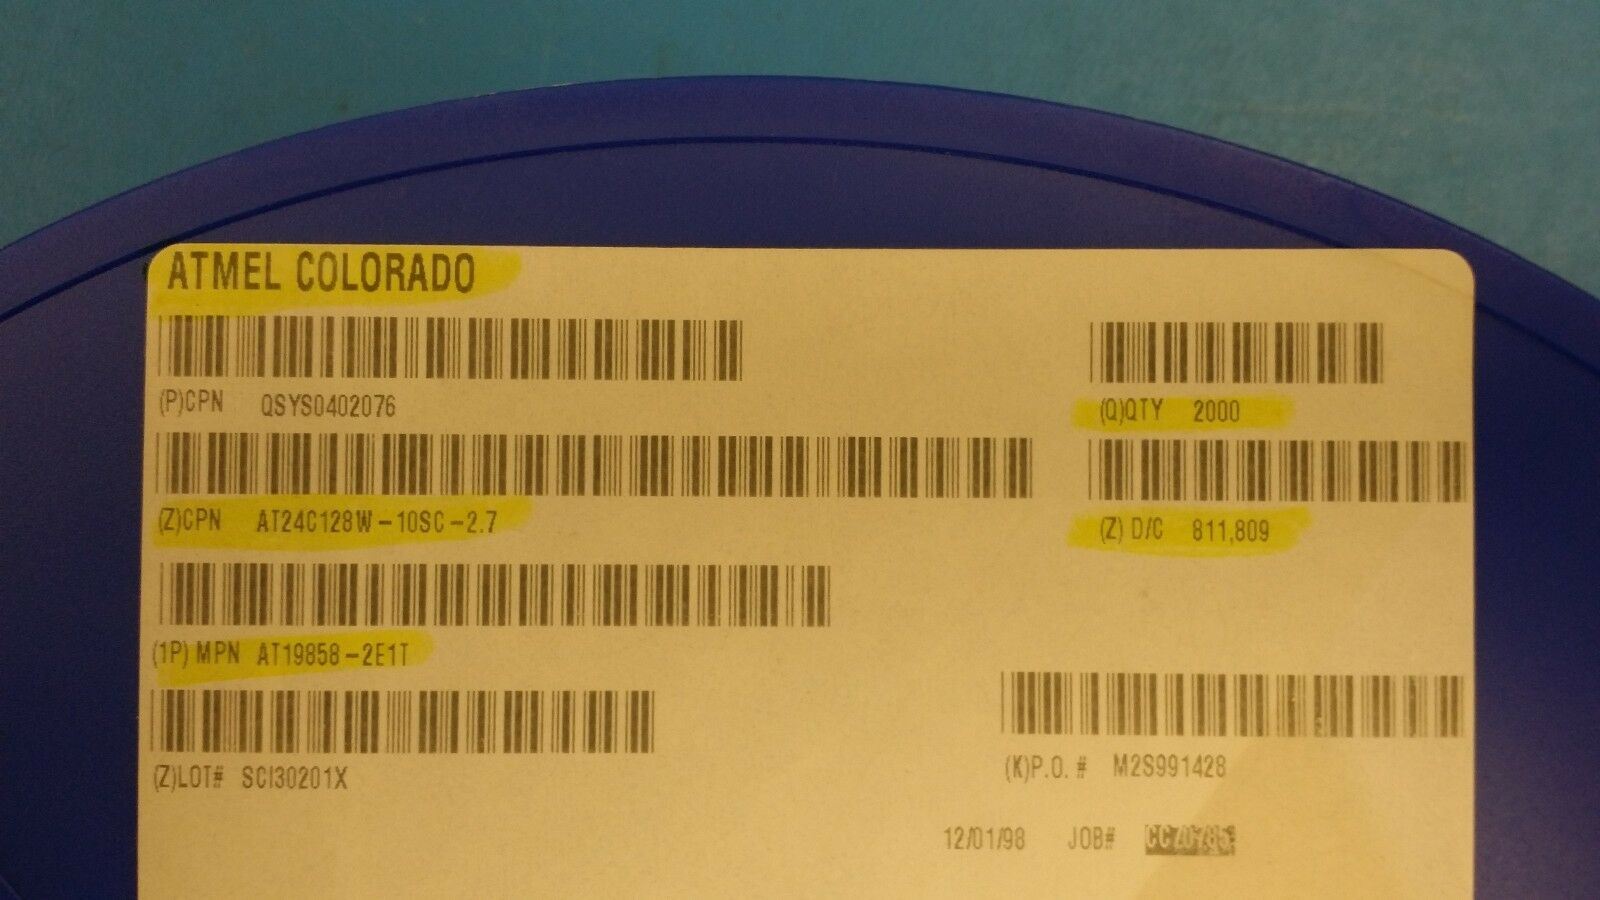 ATMEL COLORADO
(P)CPN QSYS0402076
(Q)QTY 2000
(Z)CPN AT24C128W-10SC-2.7
(Z) D/C 811,809
(1P) MPN AT19858-2E1T
(Z)LOT# SCI30201X
(K)P.O. # M2S991428
12/01/98 JOB#